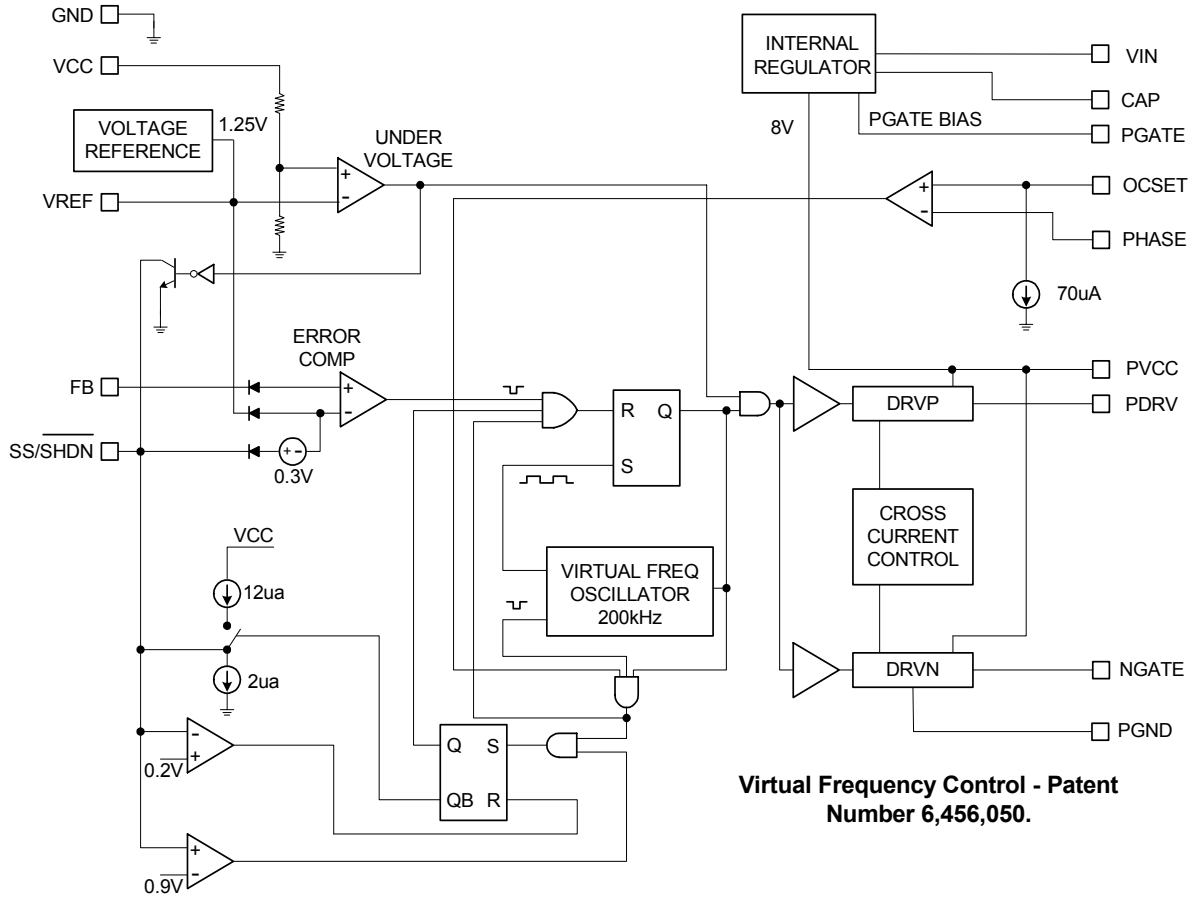 GND
VCC
VOLTAGE
REFERENCE
1.25V
VREF
+
-
UNDER
VOLTAGE
INTERNAL
REGULATOR
8V
PGATE BIAS
VIN
CAP
PGATE
OCSET
PHASE
+
-
70uA
FB
SS/SHDN
ERROR
COMP
+
-
+ -
0.3V
R Q
S
DRVP
PVCC
PDRV
CROSS
CURRENT
CONTROL
VCC
12ua
2ua
VIRTUAL FREQ
OSCILLATOR
200kHz
DRVN
NGATE
PGND
-
+
0.2V
Q S
QB R
+
-
0.9V
Virtual Frequency Control - Patent
Number 6,456,050.